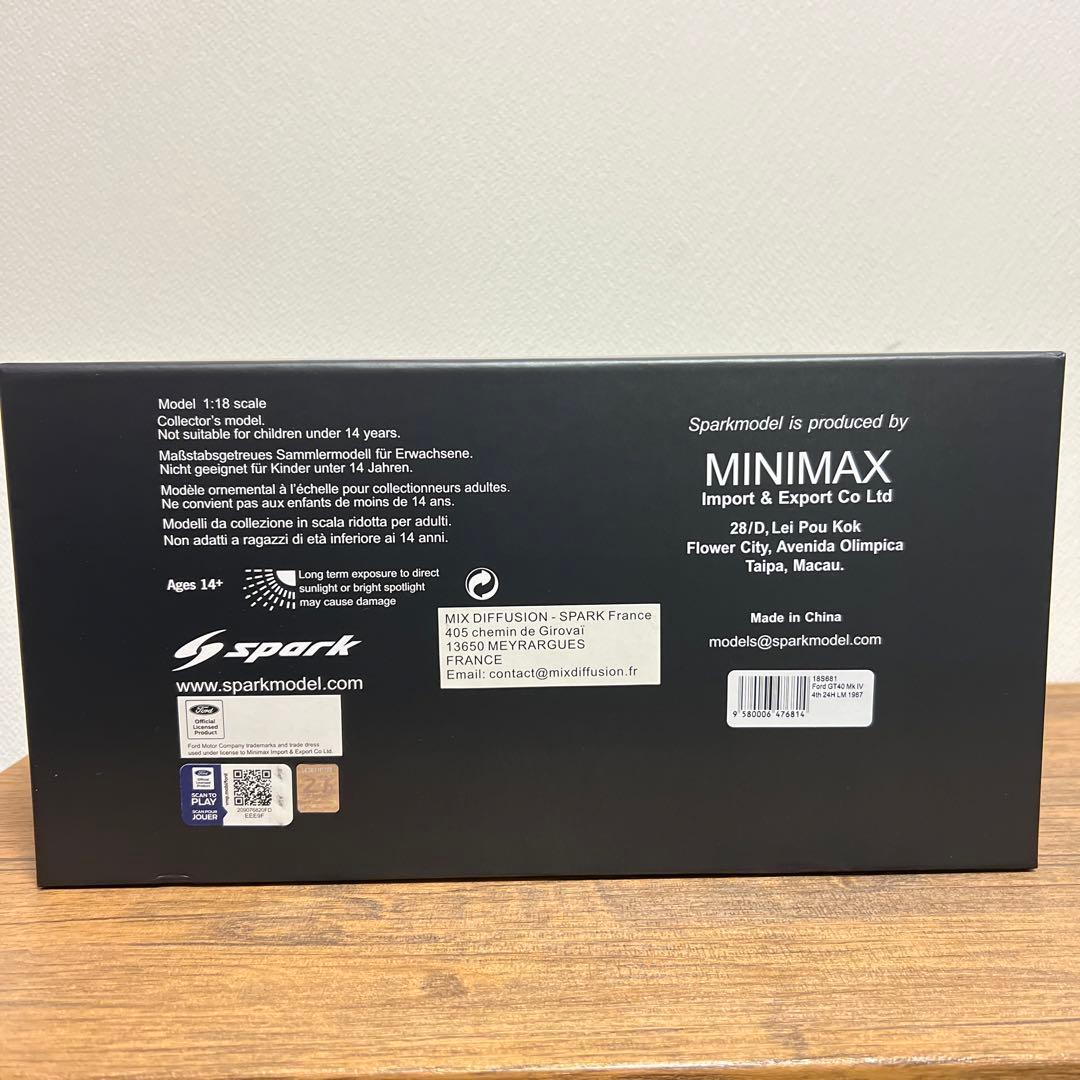 Model 1:18 scale
Collector's model.
Not suitable for children under 14 years.
Maßstabsgetreues Sammlermodell für Erwachsene.
Nicht geeignet für Kinder unter 14 Jahren.
Modèle ornemental à l'échelle pour collectionneurs adultes.
Ne convient pas aux enfants de moins de 14 ans.
Modelli da collezione in scala ridotta per adulti.
Non adatti a ragazzi di età inferiore ai 14 anni.
Ages 14+
Long term exposure to direct
sunlight or bright spotlight
may cause damage
spark
www.sparkmodel.com
Ford
Official
Licensed
Product
Ford Motor Company trademarks and trade dress
used under license to Minimax Import & Export Co Ltd.
Ford
Official
Licensed
Product
SCAN TO
PLAY
SCAN POUR
JOUER
209076820FD
EEE9F
MIX DIFFUSION - SPARK France
405 chemin de Girovaï
13650 MEYRARGUES
FRANCE
Email: contact@mixdiffusion.fr
Sparkmodel is produced by
MINIMAX
Import & Export Co Ltd
28/D, Lei Pou Kok
Flower City, Avenida Olimpica
Taipa, Macau.
Made in China
models@sparkmodel.com
18S681
Ford GT40 Mk IV
4th 24H LM 1967
9 580006 476814